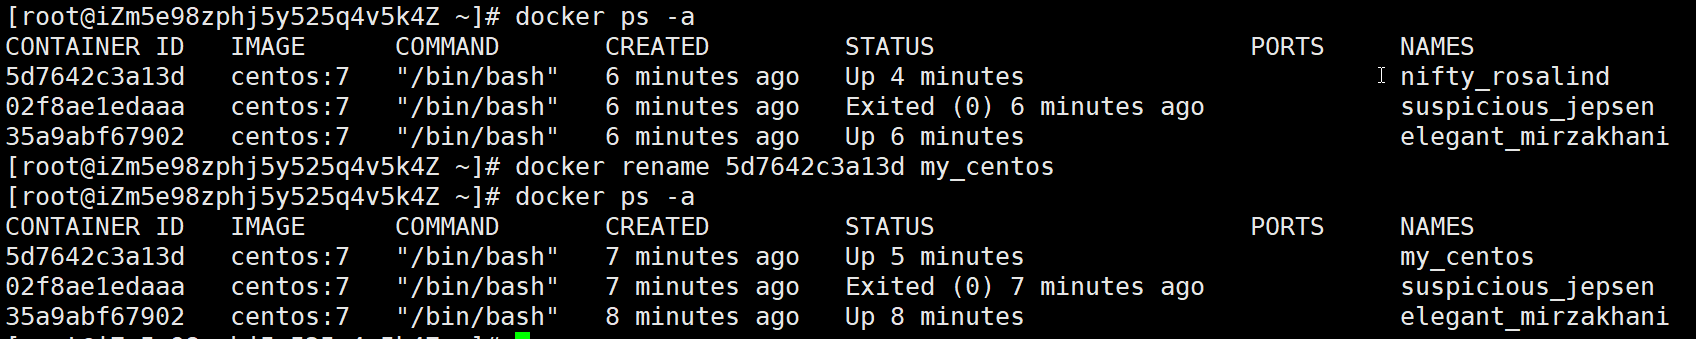 [root@iZm5e98zphj5y525q4v5k4Z ~]# docker ps -a
CONTAINER ID   IMAGE      COMMAND       CREATED         STATUS                     PORTS     NAMES
5d7642c3a13d   centos:7   "/bin/bash"   6 minutes ago   Up 4 minutes                         nifty_rosalind
02f8ae1edaaa   centos:7   "/bin/bash"   6 minutes ago   Exited (0) 6 minutes ago             suspicious_jepsen
35a9abf67902   centos:7   "/bin/bash"   6 minutes ago   Up 6 minutes                         elegant_mirzakhani
[root@iZm5e98zphj5y525q4v5k4Z ~]# docker rename 5d7642c3a13d my_centos
[root@iZm5e98zphj5y525q4v5k4Z ~]# docker ps -a
CONTAINER ID   IMAGE      COMMAND       CREATED         STATUS                     PORTS     NAMES
5d7642c3a13d   centos:7   "/bin/bash"   7 minutes ago   Up 5 minutes                         my_centos
02f8ae1edaaa   centos:7   "/bin/bash"   7 minutes ago   Exited (0) 7 minutes ago             suspicious_jepsen
35a9abf67902   centos:7   "/bin/bash"   8 minutes ago   Up 8 minutes                         elegant_mirzakhani